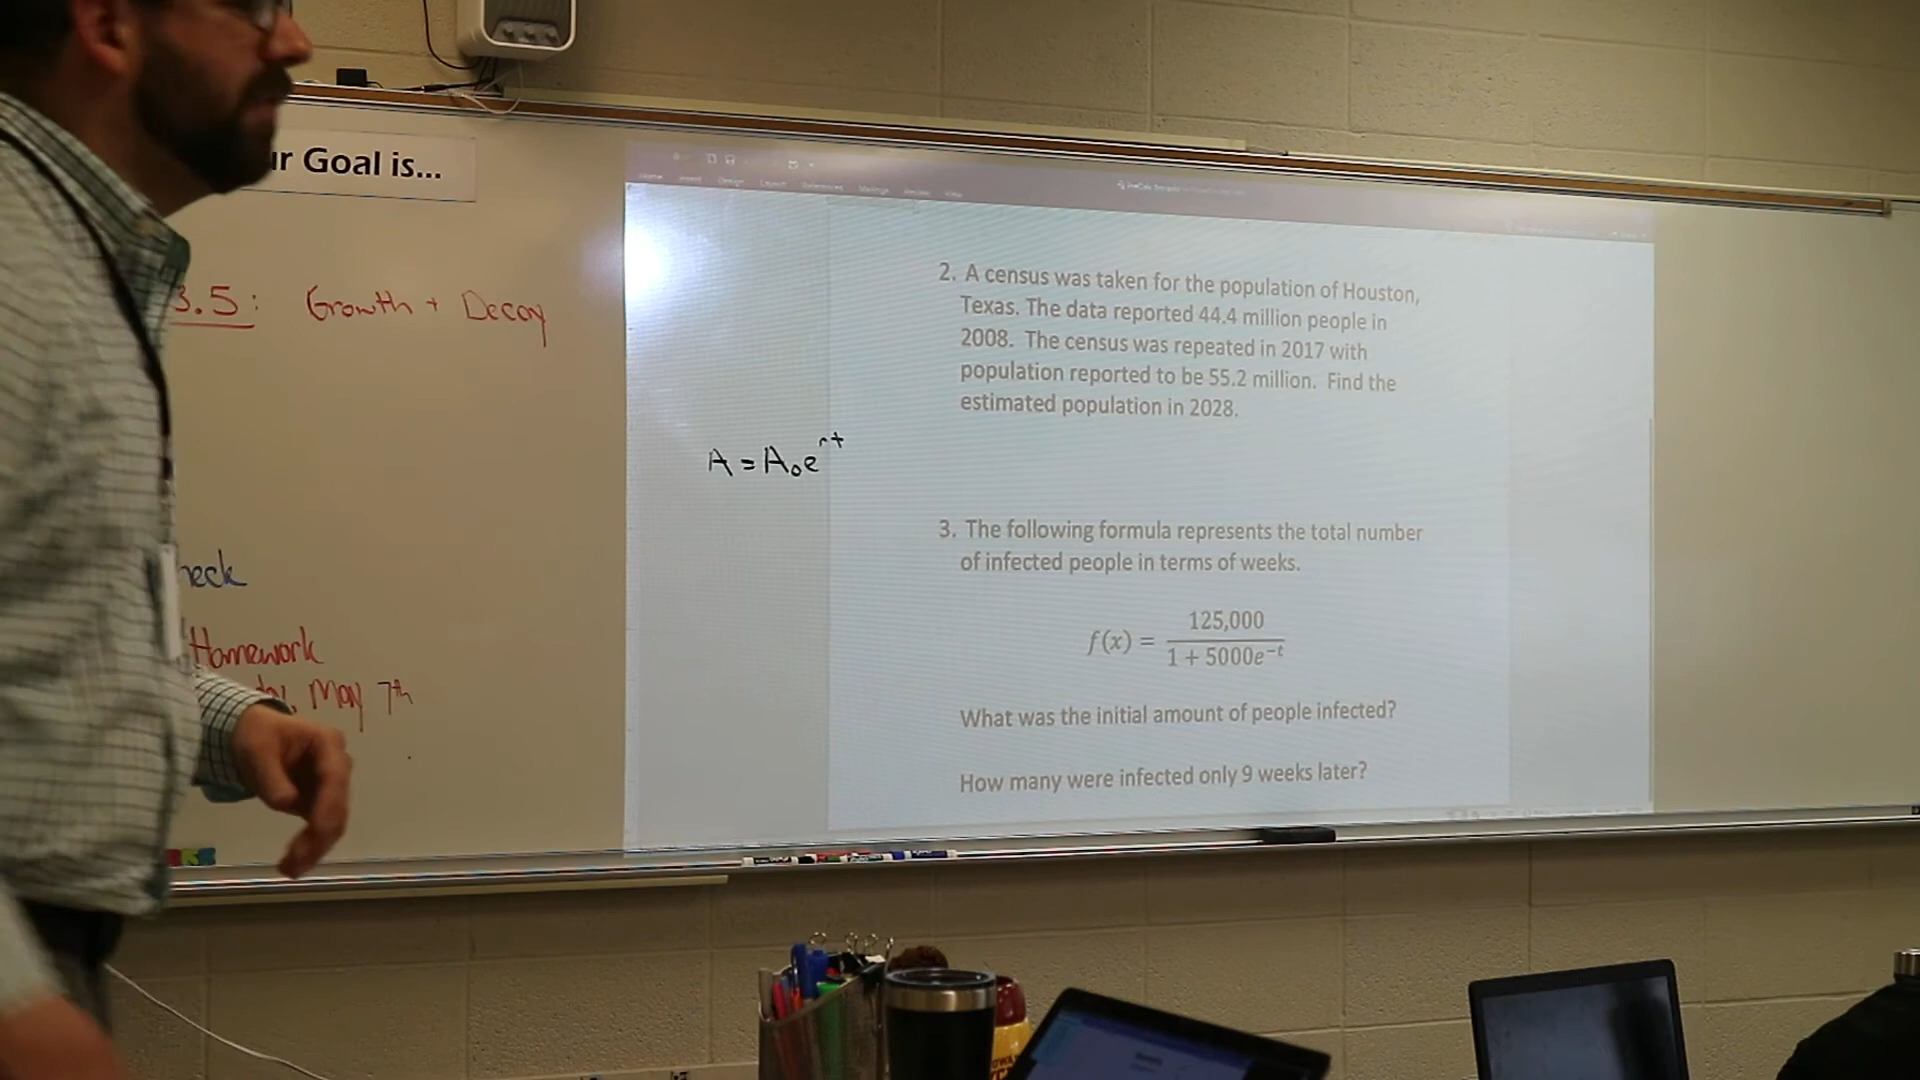 ur Goal is...
3.5: Growth + Decay
heck
Homework
May 7th
2. A census was taken for the population of Houston,
Texas. The data reported 44.4 million people in
2008. The census was repeated in 2017 with
population reported to be 55.2 million. Find the
estimated population in 2028.
A = A₀e^rt
3. The following formula represents the total number
of infected people in terms of weeks.
f(x) = 125,000 / 1 + 5000e^-t
What was the initial amount of people infected?
How many were infected only 9 weeks later?